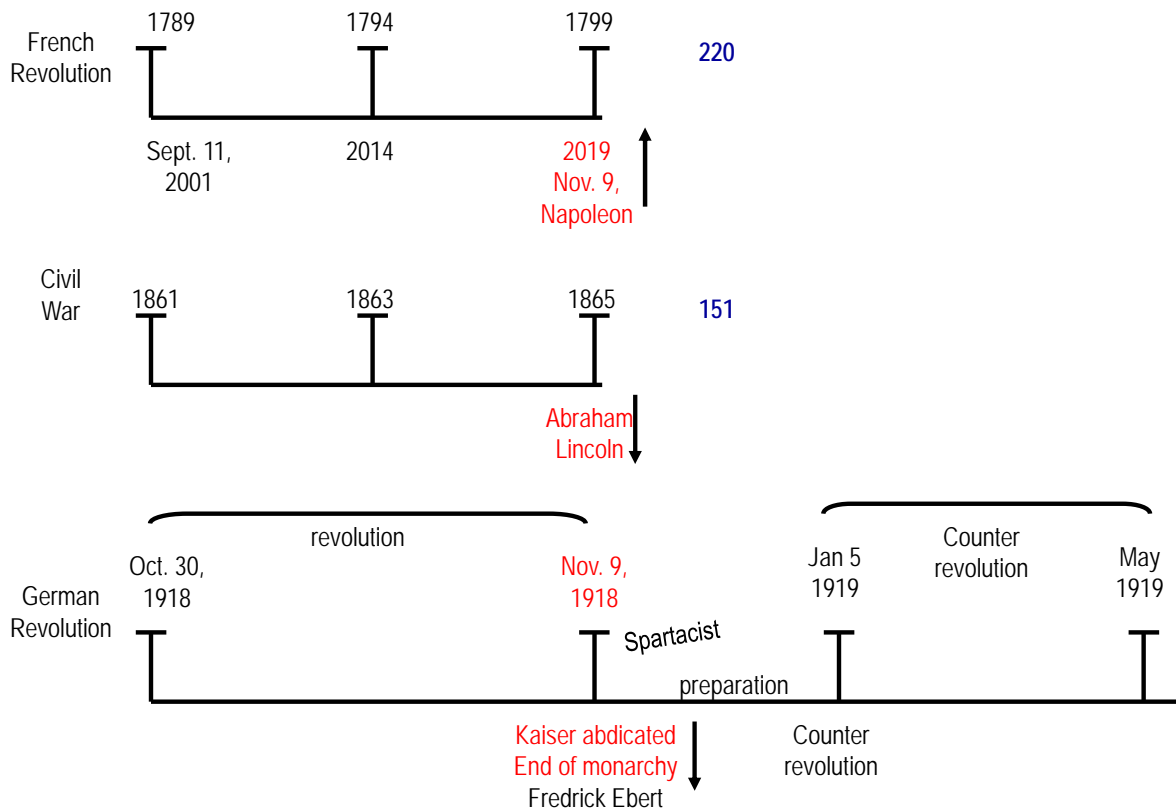 French
Revolution
1789
1794
1799
220
Sept. 11,
2001
2014
2019
Nov. 9,
Napoleon
Civil
War
1861
1863
1865
151
Abraham
Lincoln
revolution
Counter
revolution
German
Revolution
Oct. 30,
1918
Nov. 9,
1918
Spartacist
preparation
Jan 5
1919
May
1919
Kaiser abdicated
End of monarchy
Fredrick Ebert
Counter
revolution